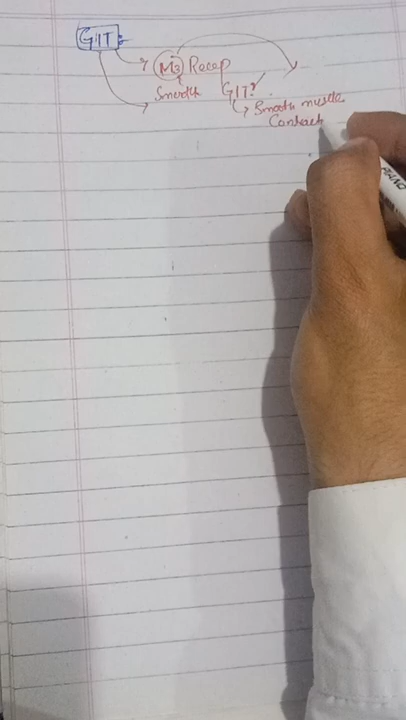 GIT:
M3 Recep
Smooth GIT?
Smooth muscle
Contract